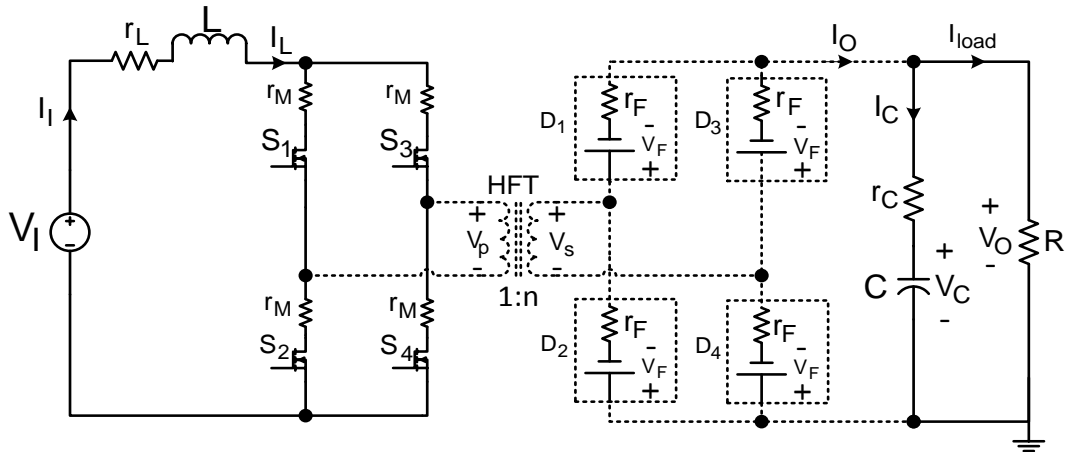 r_L L I_L I_O I_load
I_I r_M r_M D_1 r_F D_3 r_F I_C
- V_F + - V_F +
S_1 S_3
HFT r_C
V_I + - + V_p - + V_s - + V_O - R
1:n
C + V_C -
r_M r_M D_2 r_F D_4 r_F
S_2 S_4 - V_F + - V_F +